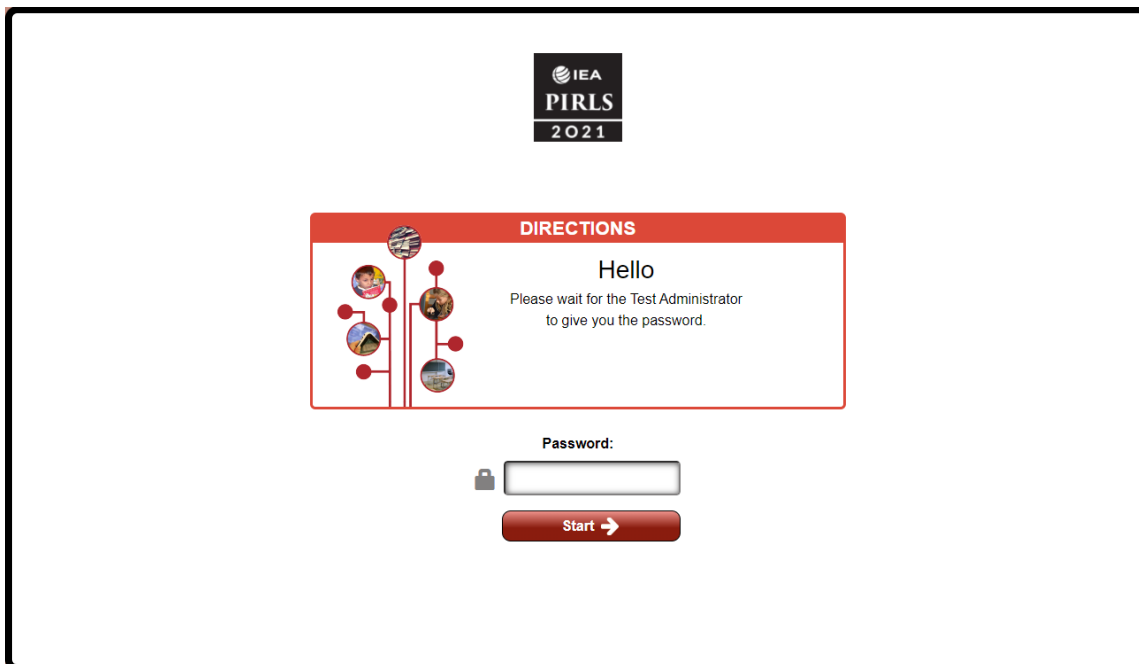 IEA
PIRLS
2021
DIRECTIONS
Hello
Please wait for the Test Administrator
to give you the password.
Password:
Start